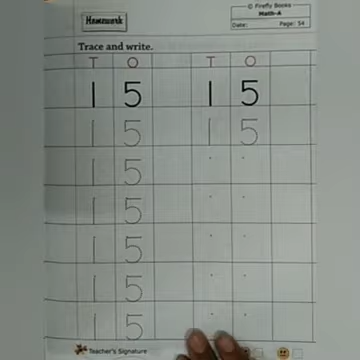 Homework
© Firefly Books
Math-A
Date: Page: 54
Trace and write.
T O T O
1 5 1 5
1 5 1 5
1 5
1 5
1 5
1 5
1 5
Teacher's Signature